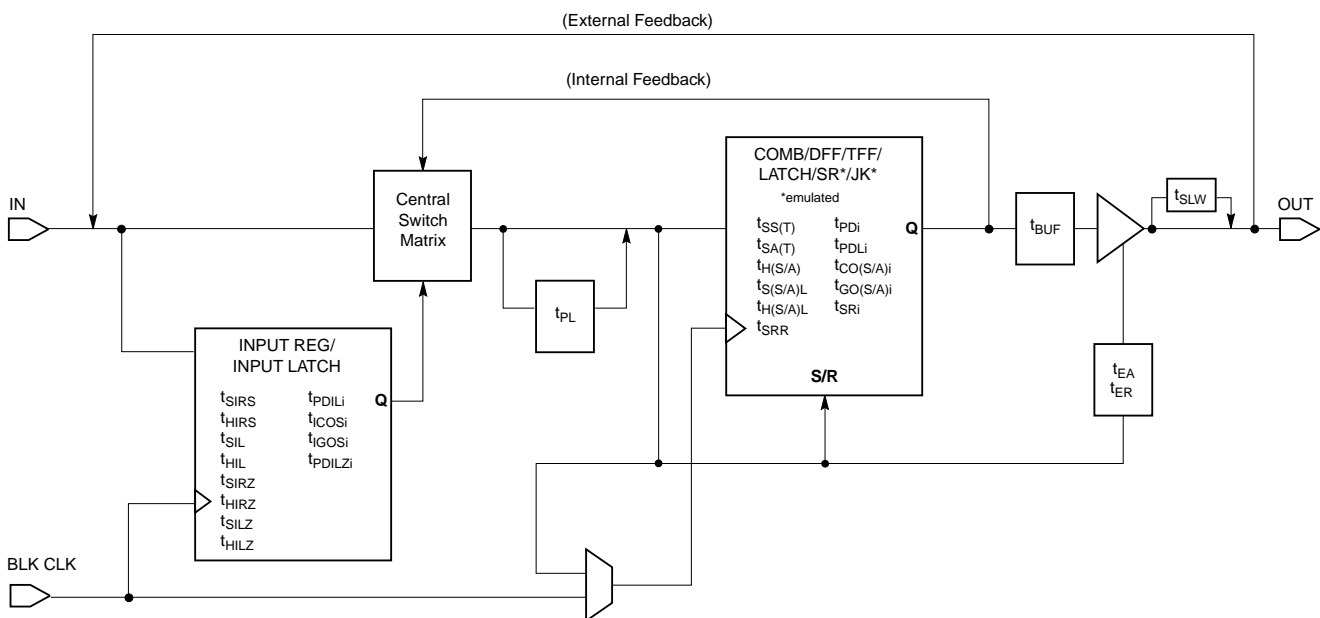 (External Feedback)
(Internal Feedback)
IN
Central
Switch
Matrix
COMB/DFF/TFF/
LATCH/SR*/JK*
*emulated
tSS(T) tPDi
tSA(T) tPDLi
tH(S/A) tCO(S/A)i
tS(S/A)L tGO(S/A)i
tH(S/A)L tSRi
tSRR
Q
S/R
tPL
tBUF
tSLW
OUT
tEA
tER
INPUT REG/
INPUT LATCH
tSIRS tPDILi
tHIRS tICOSi
tSIL tIGOSi
tHIL tPDILZi
tSIRZ
tHIRZ
tSILZ
tHILZ
Q
BLK CLK